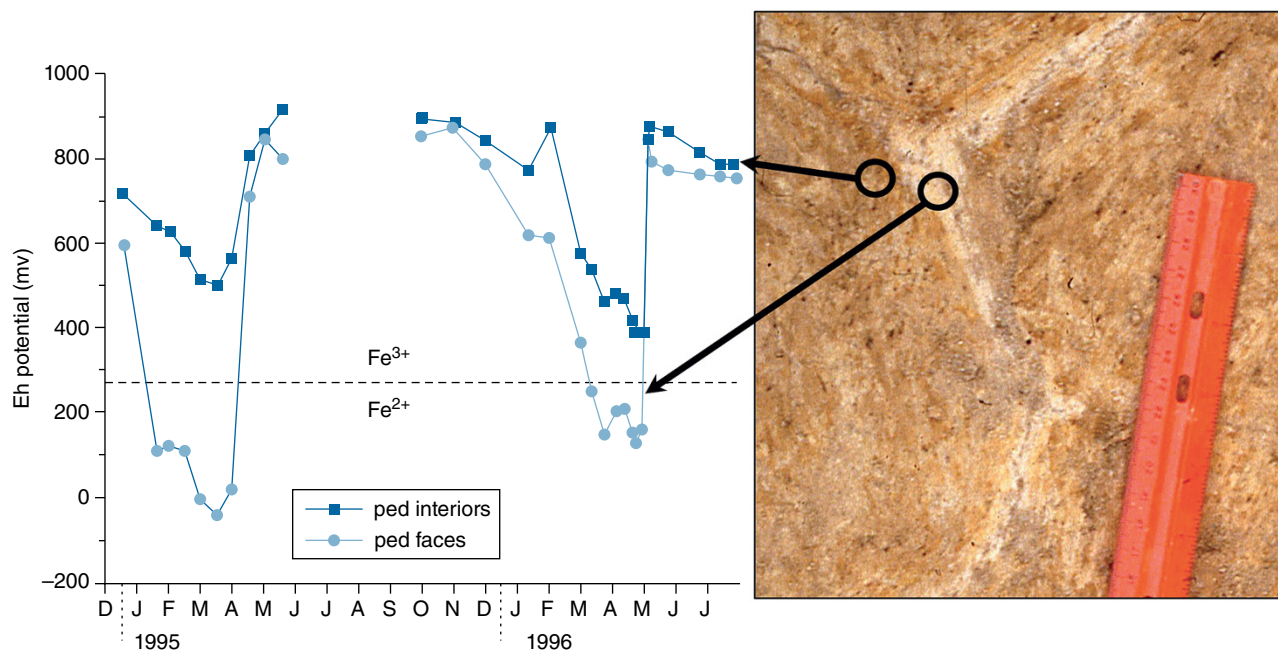 Eh potential (mv)
1000
800
600
400
200
0
–200
Fe3+
Fe2+
ped interiors
ped faces
D J F M A M J J A S O N D J F M A M J J
1995 1996